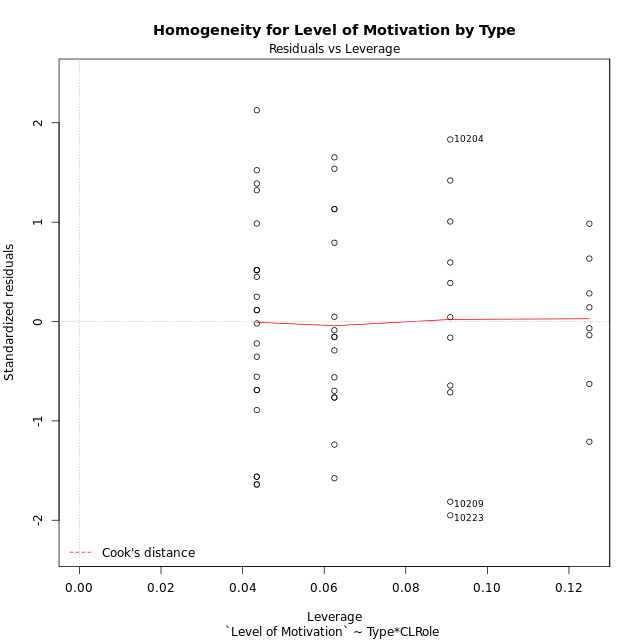 Homogeneity for Level of Motivation by Type
Residuals vs Leverage
Standardized residuals
2
1
0
-1
-2
10204
10209
10223
Cook's distance
0.00 0.02 0.04 0.06 0.08 0.10 0.12
Leverage
`Level of Motivation` ~ Type*CLRole